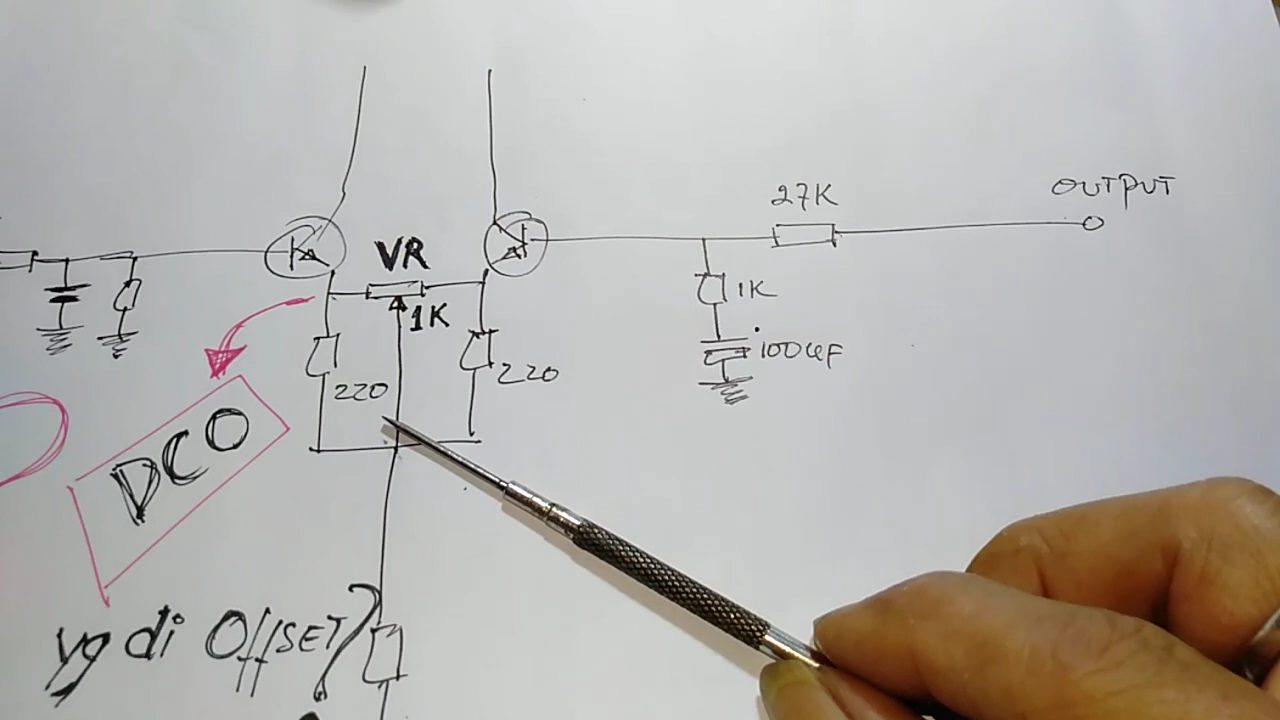 OUTPUT
27K
VR
1K
1K
100uF
220
220
DCO
yg di OffSET?